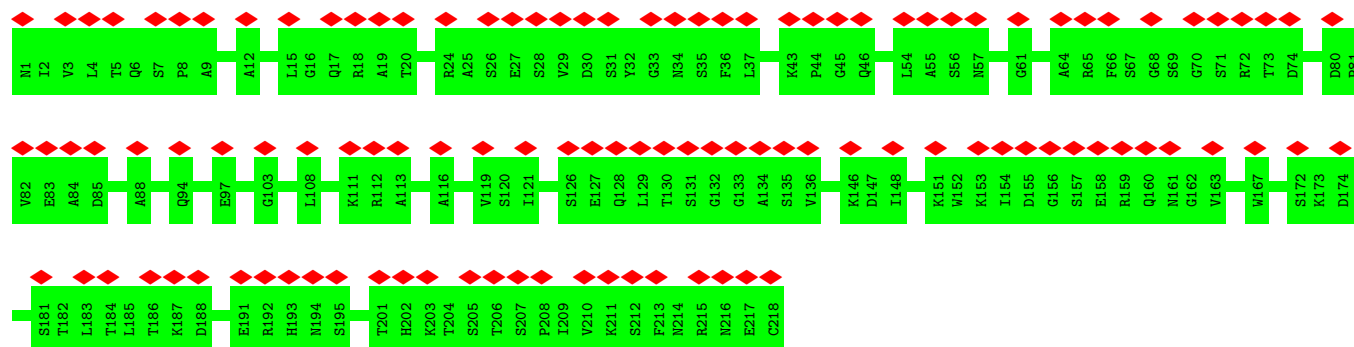 N1 I2 V3 L4 T5 Q6 S7 P8 A9 A12 L15 G16 Q17 R18 A19 T20 R24 A25 S26 E27 S28 V29 D30 S31 Y32 G33 N34 S35 F36 L37 K43 P44 G45 Q46 L54 A55 S56 N57 G61 A64 R65 F66 S67 G68 S69 G70 S71 R72 T73 D74 D80 P81
V82 E83 A84 D85 A88 Q94 E97 G103 L108 K111 R112 A113 A116 V119 S120 I121 S126 E127 Q128 L129 T130 S131 G132 G133 A134 S135 V136 K146 D147 I148 K151 W152 K153 I154 D155 G156 S157 E158 R159 Q160 N161 G162 V163 W167 S172 K173 D174
S181 T182 L183 T184 L185 T186 K187 D188 E191 R192 H193 N194 S195 T201 H202 K203 T204 S205 T206 S207 P208 I209 V210 K211 S212 F213 N214 R215 N216 E217 C218